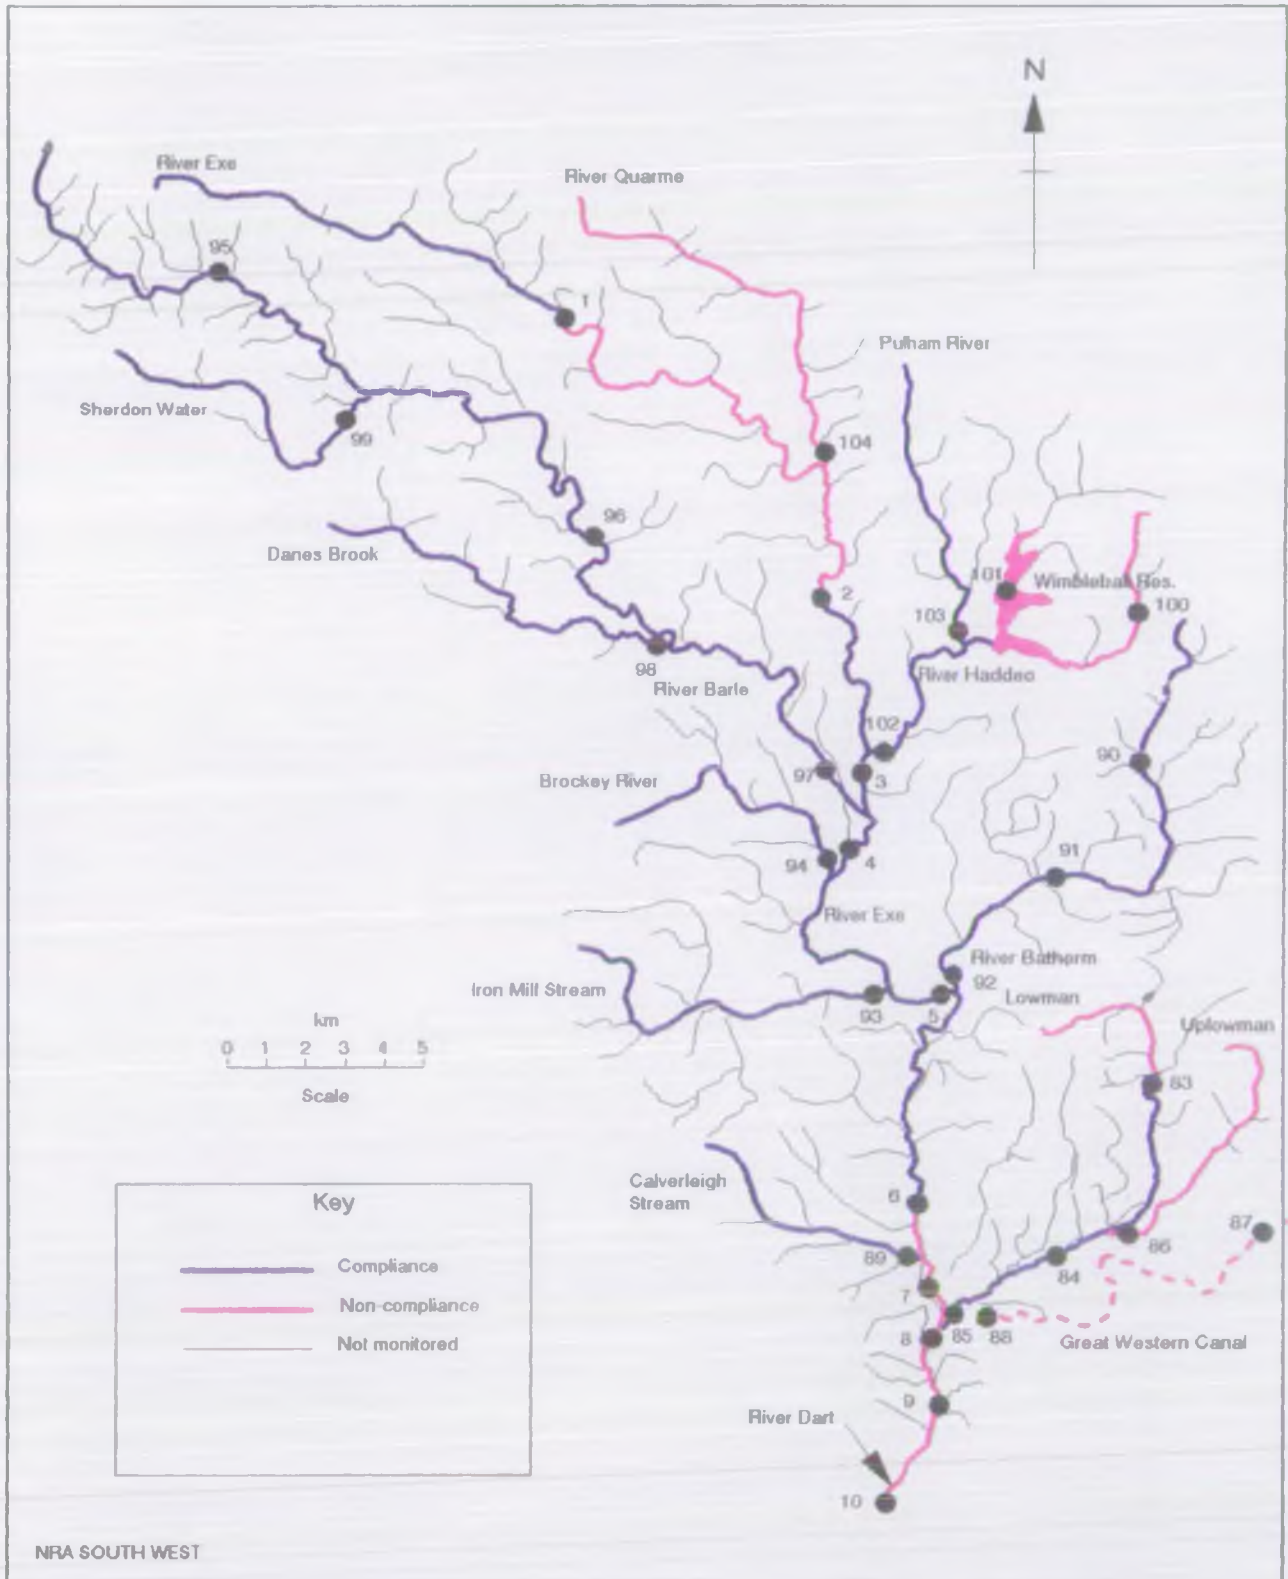 N
River Exe
River Quarme
95
1
Pulham River
Sherdon Water
99
104
96
Danes Brook
101
Wimbleball Res.
2
103
100
98
River Barle
River Haddeo
102
90
97
3
Brockey River
94
4
91
River Exe
River Batherm
92
Iron Mill Stream
93
5
Lowman
Uplowman
km
0 1 2 3 4 5
Scale
83
Calverleigh
Stream
6
Key
Compliance
Non-compliance
Not monitored
89
86
87
84
7
85
88
8
Great Western Canal
9
River Dart
10
NRA SOUTH WEST